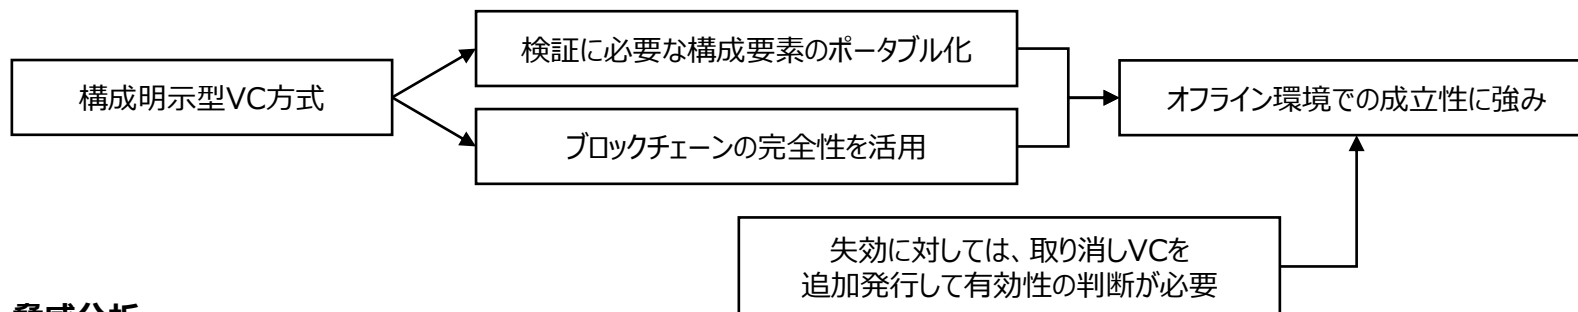 検証に必要な構成要素のポータブル化
構成明示型VC方式
オフライン環境での成立性に強み
ブロックチェーンの完全性を活用
失効に対しては、取り消しVCを
追加発行して有効性の判断が必要
脅威分析